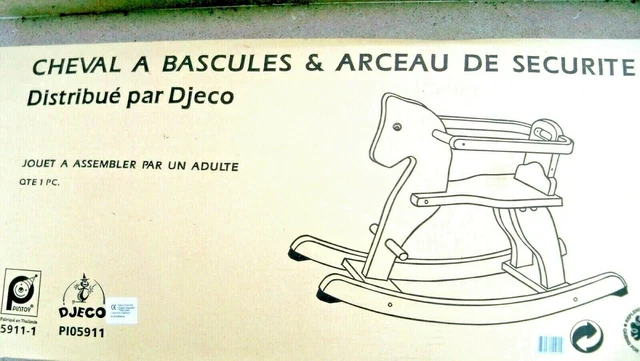 CHEVAL A BASCULES & ARCEAU DE SECURITE
Distribué par Djeco
JOUET A ASSEMBLER PAR UN ADULTE
QTE 1 PC.
PINTOY
Fabriqué en Thaïlande
5911-1
DJECO
PI05911